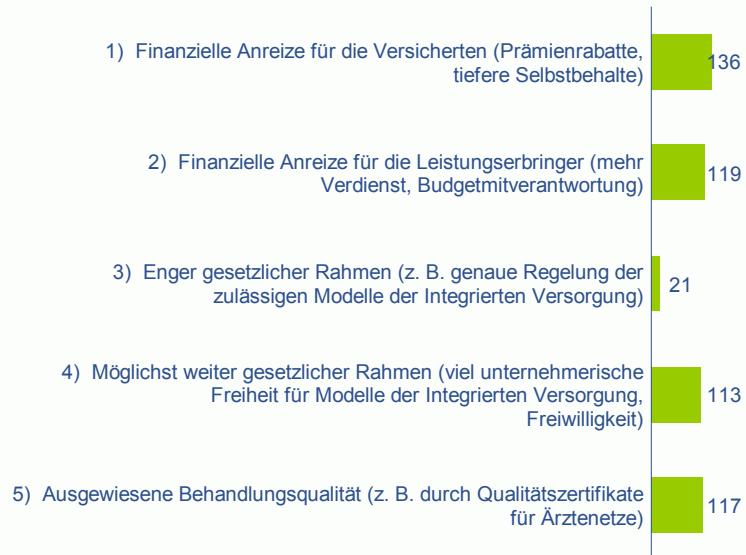 1) Finanzielle Anreize für die Versicherten (Prämienrabatte,
tiefere Selbstbehalte)
136
2) Finanzielle Anreize für die Leistungserbringer (mehr
Verdienst, Budgetmitverantwortung)
119
3) Enger gesetzlicher Rahmen (z. B. genaue Regelung der
zulässigen Modelle der Integrierten Versorgung)
21
4) Möglichst weiter gesetzlicher Rahmen (viel unternehmerische
Freiheit für Modelle der Integrierten Versorgung,
Freiwilligkeit)
113
5) Ausgewiesene Behandlungsqualität (z. B. durch Qualitätszertifikate
für Ärztenetze)
117